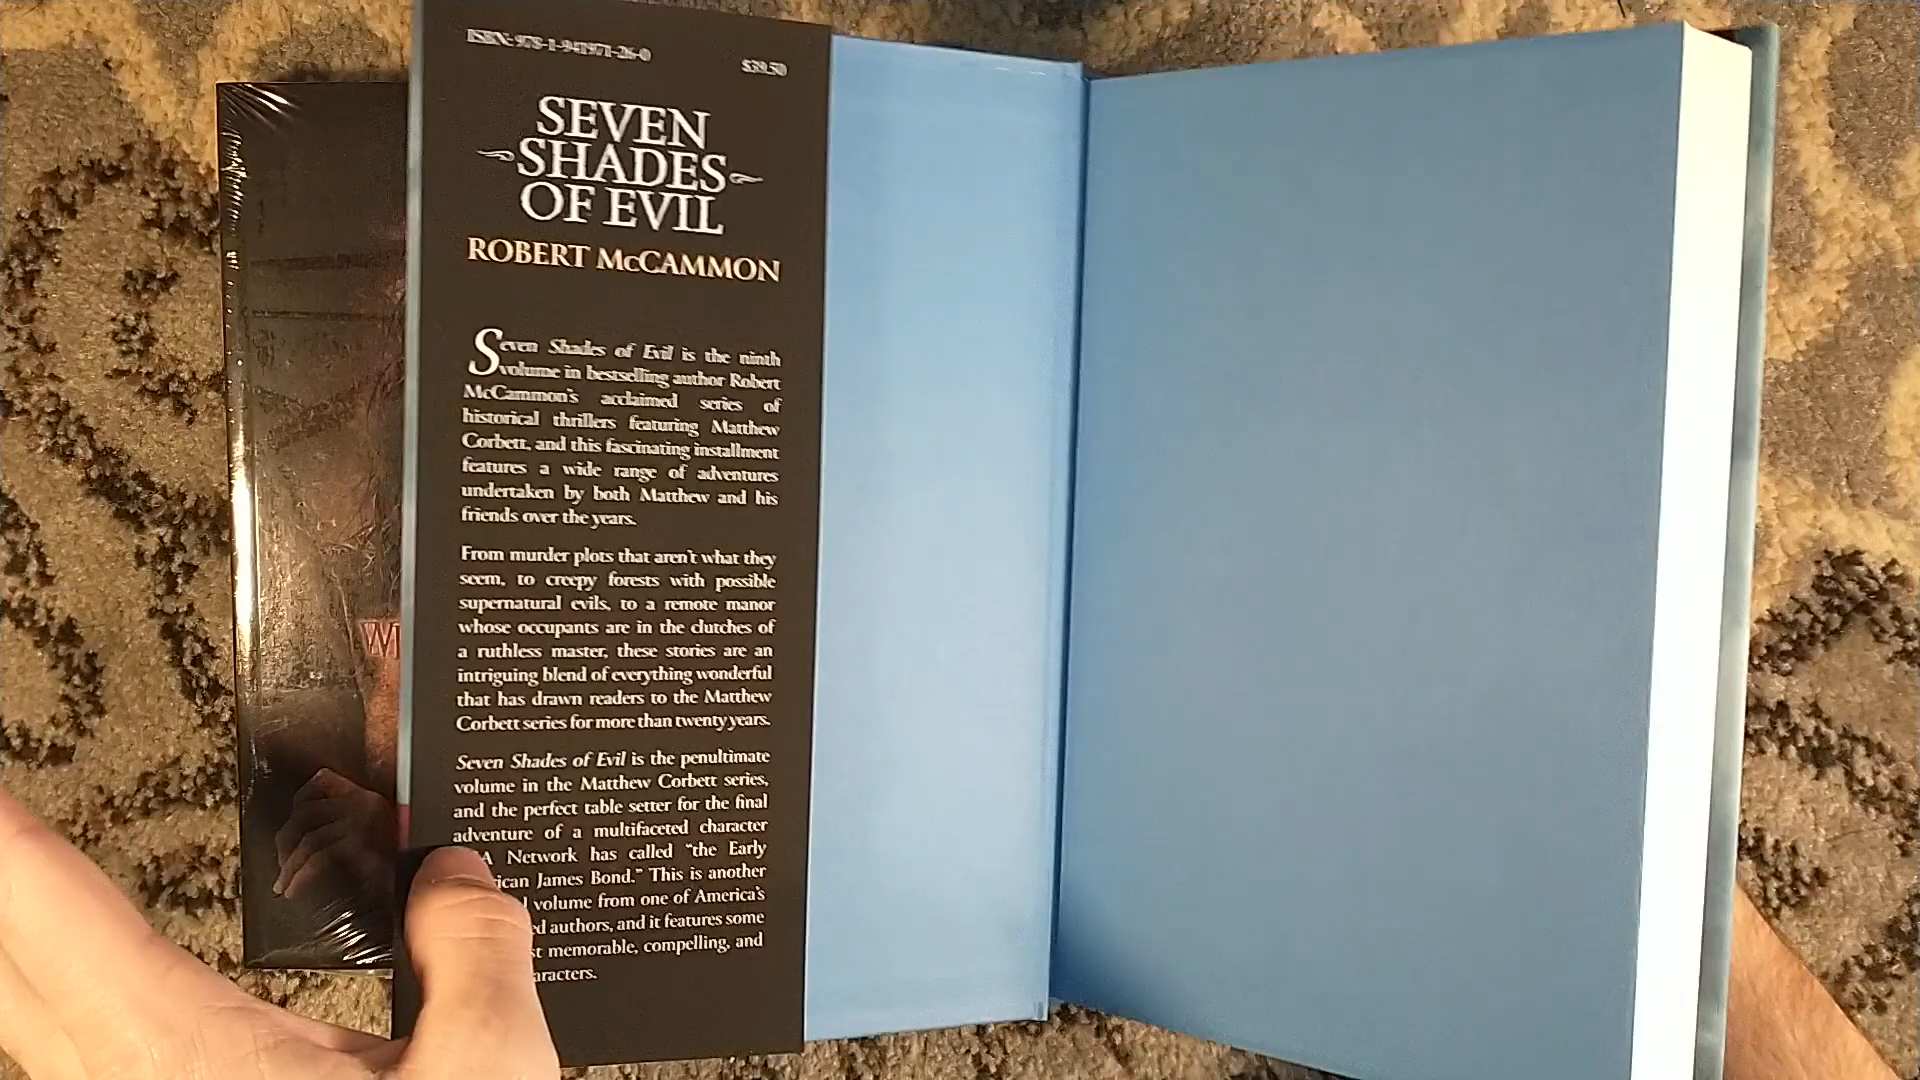 ISBN: 978-1-941971-26-0
$39.50
SEVEN
SHADES
OF EVIL
ROBERT McCAMMON
Seven Shades of Evil is the ninth
volume in bestselling author Robert
McCammon's acclaimed series of
historical thrillers featuring Matthew
Corbett, and this fascinating installment
features a wide range of adventures
undertaken by both Matthew and his
friends over the years.
From murder plots that aren't what they
seem, to creepy forests with possible
supernatural evils, to a remote manor
whose occupants are in the clutches of
a ruthless master, these stories are an
intriguing blend of everything wonderful
that has drawn readers to the Matthew
Corbett series for more than twenty years.
Seven Shades of Evil is the penultimate
volume in the Matthew Corbett series,
and the perfect table setter for the final
adventure of a multifaceted character
A Network has called "the Early
rican James Bond." This is another
volume from one of America's
ed authors, and it features some
st memorable, compelling, and
aracters.